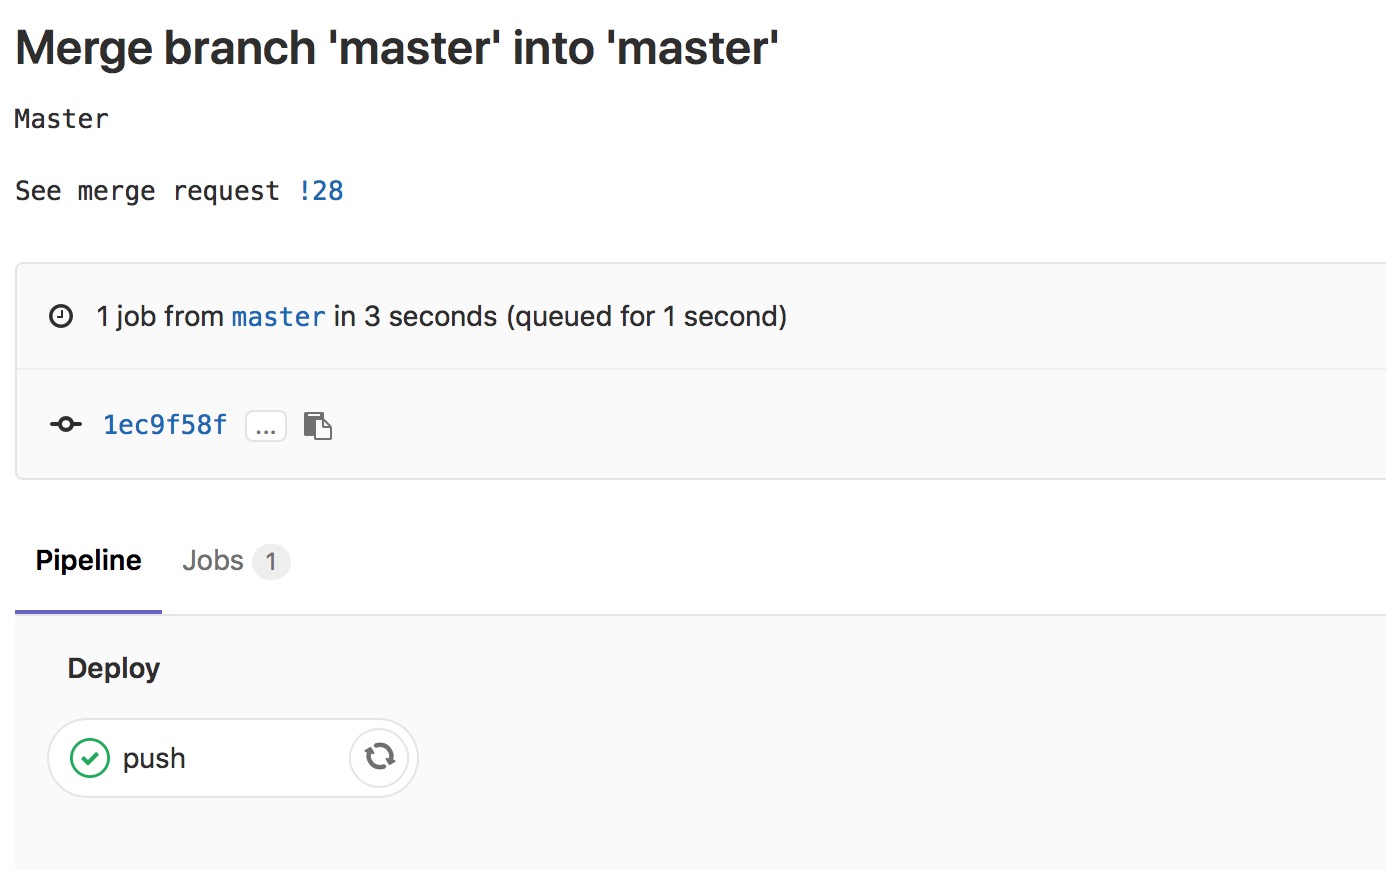 Merge branch 'master' into 'master'
Master
See merge request !28
1 job from master in 3 seconds (queued for 1 second)
1ec9f58f ...
Pipeline Jobs 1
Deploy
push